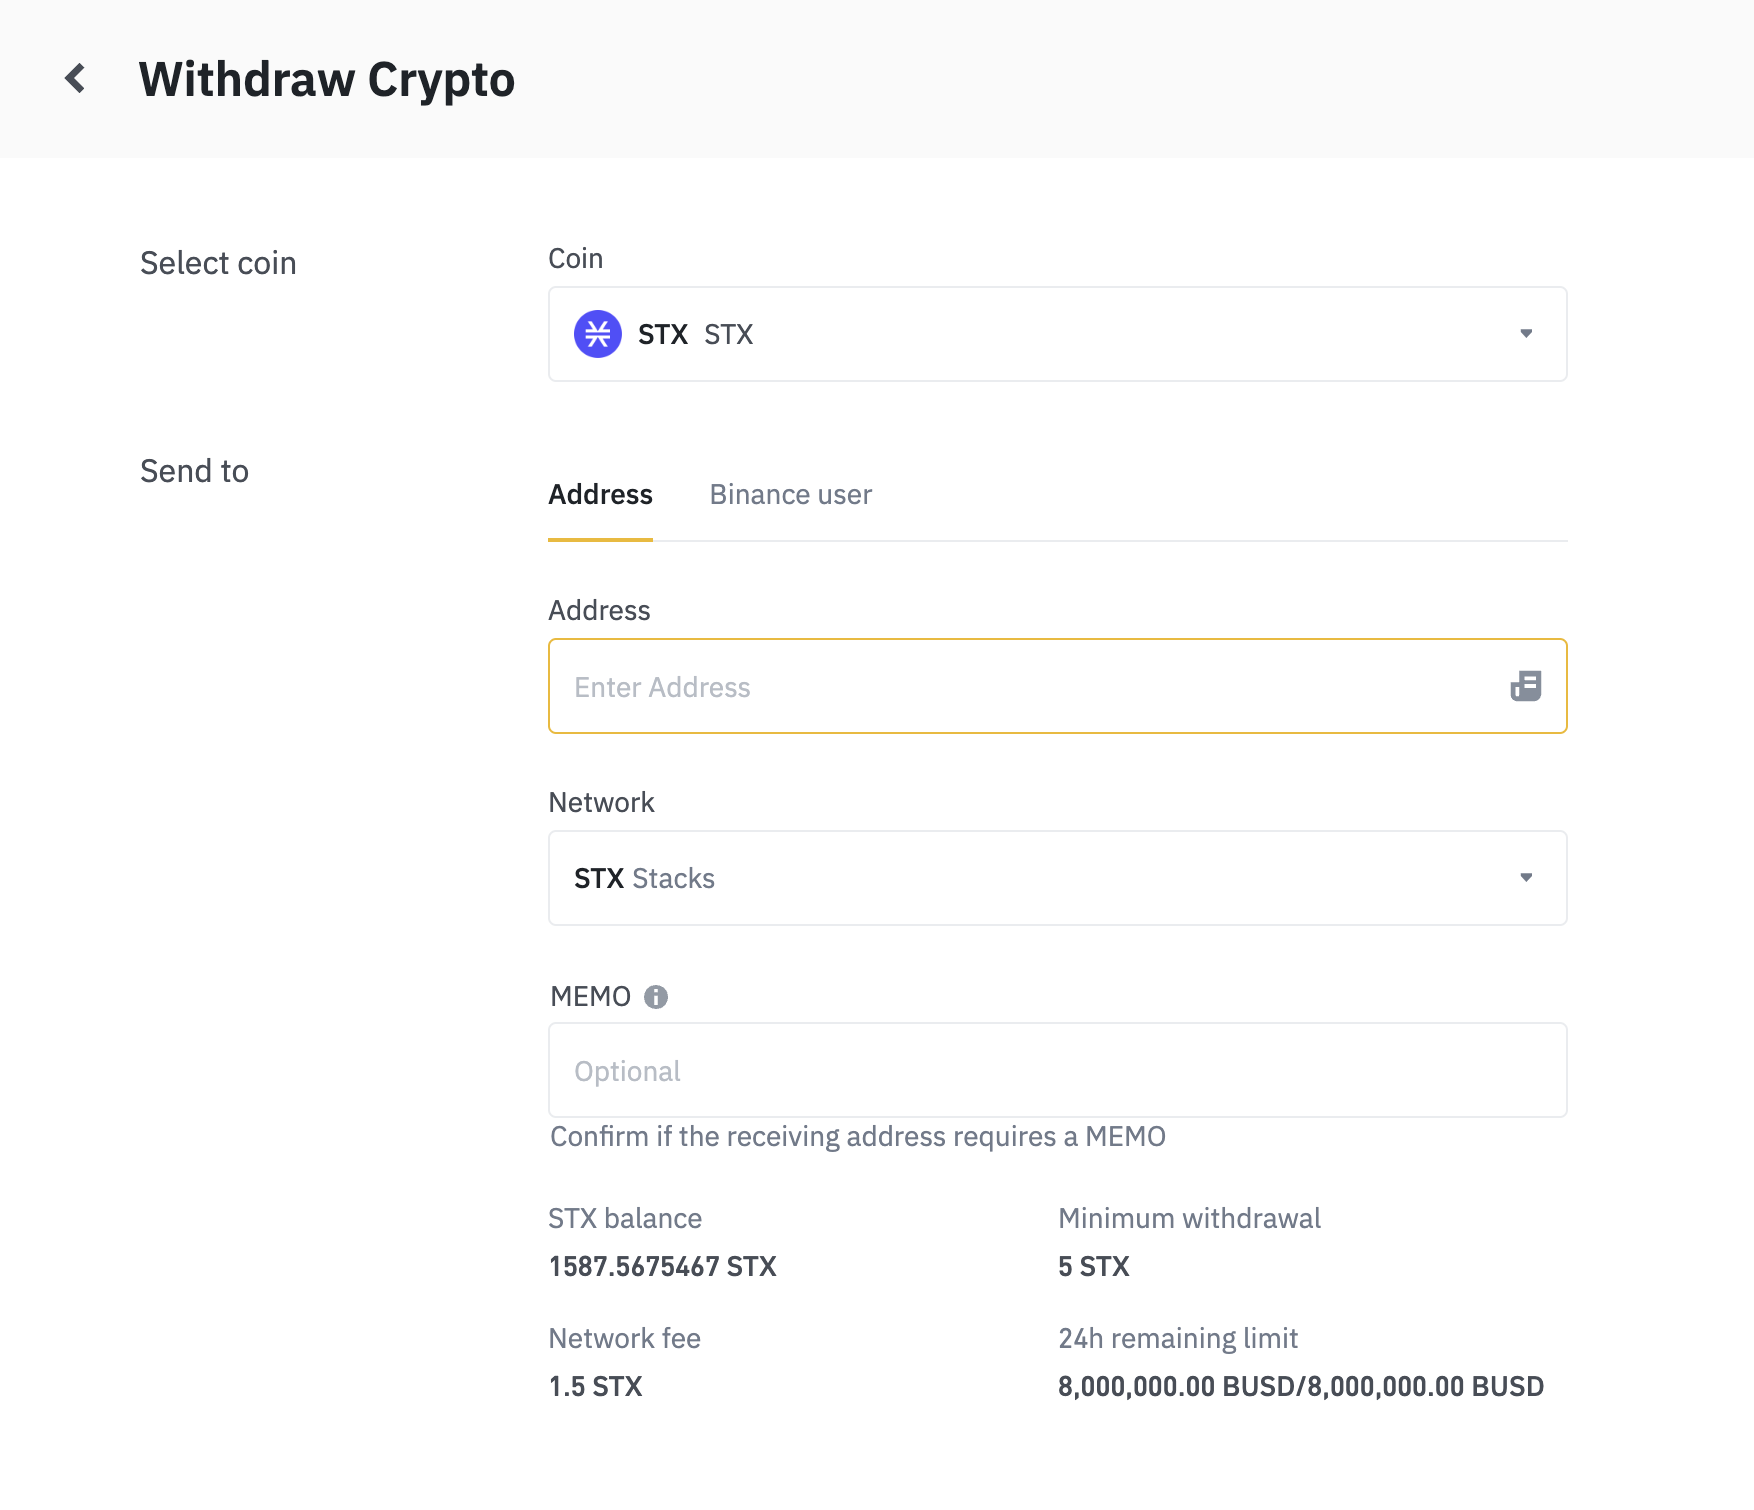 Withdraw Crypto
Select coin
Coin
STX STX
Send to
Address Binance user
Address
Enter Address
Network
STX Stacks
MEMO
Optional
Confirm if the receiving address requires a MEMO
STX balance
1587.5675467 STX
Minimum withdrawal
5 STX
Network fee
1.5 STX
24h remaining limit
8,000,000.00 BUSD/8,000,000.00 BUSD